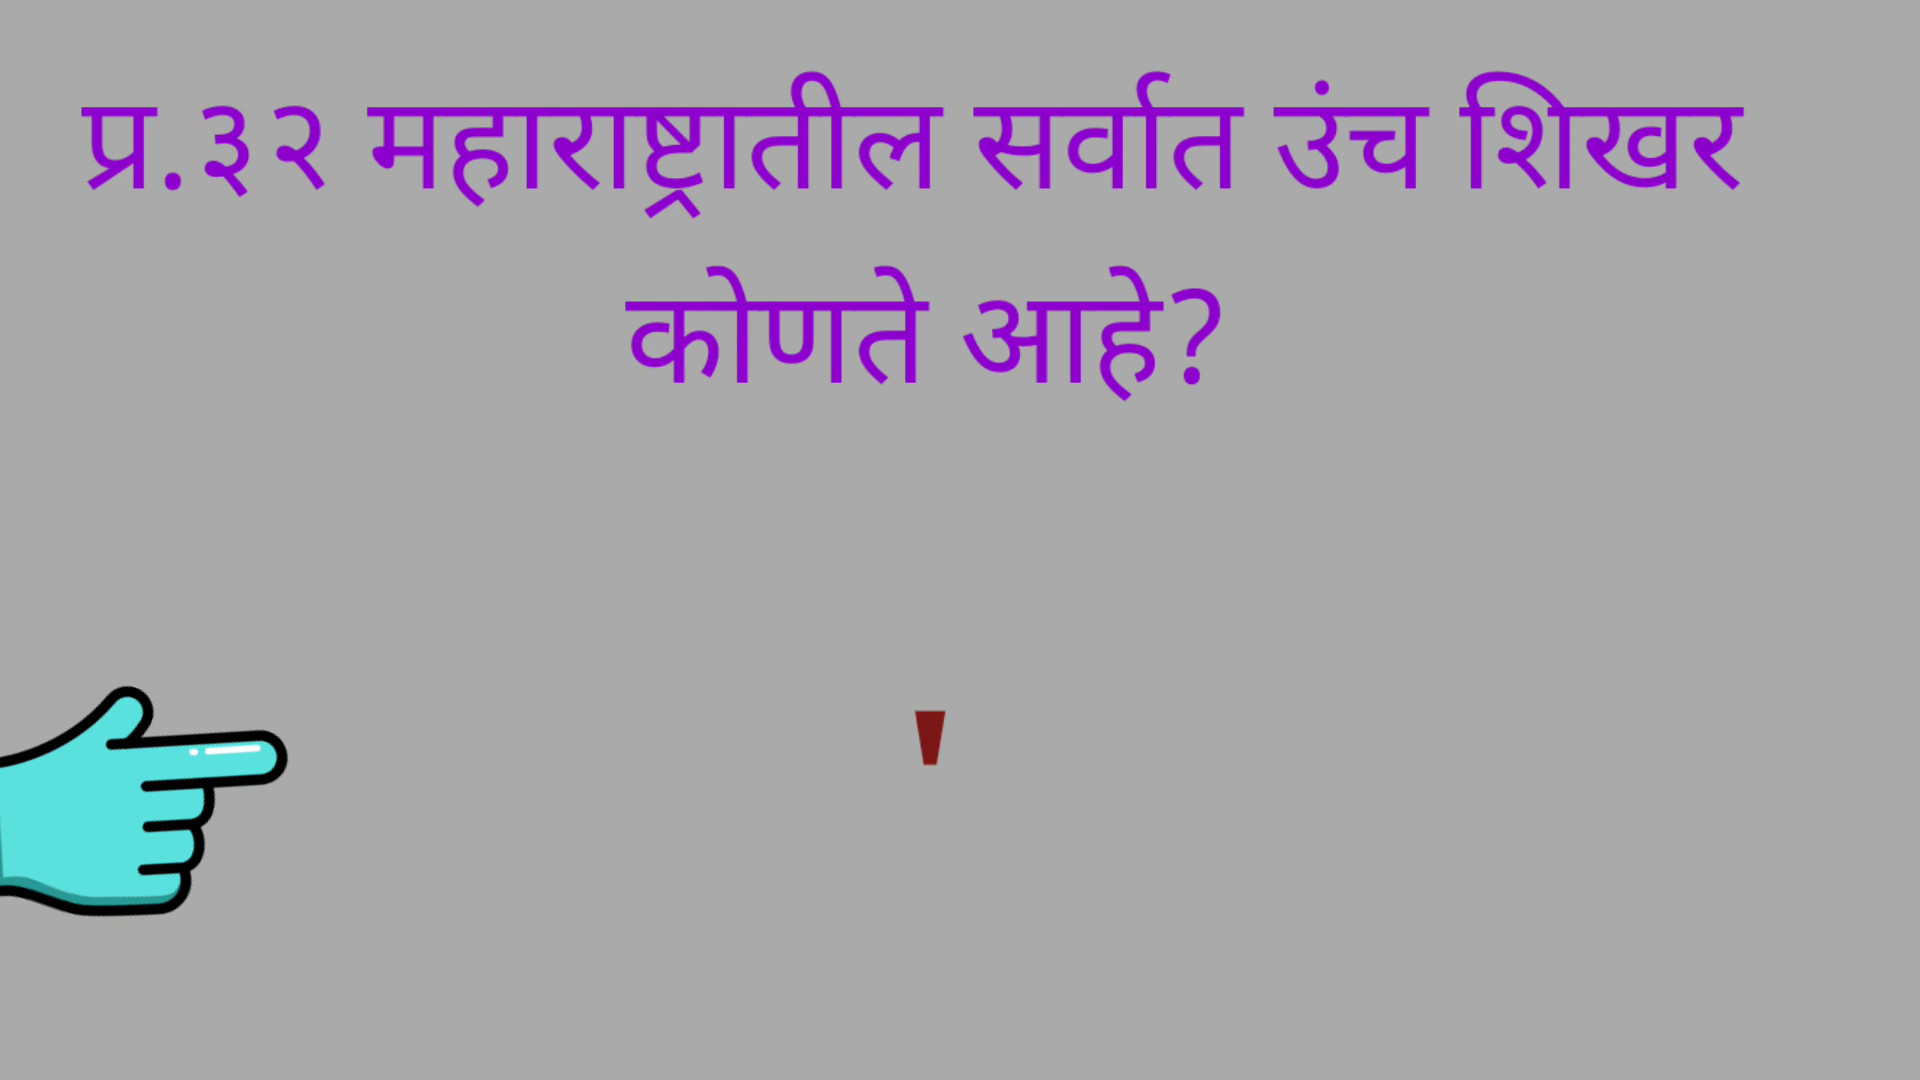 प्र.३२ महाराष्ट्रातील सर्वात उंच शिखर
कोणते आहे?
'